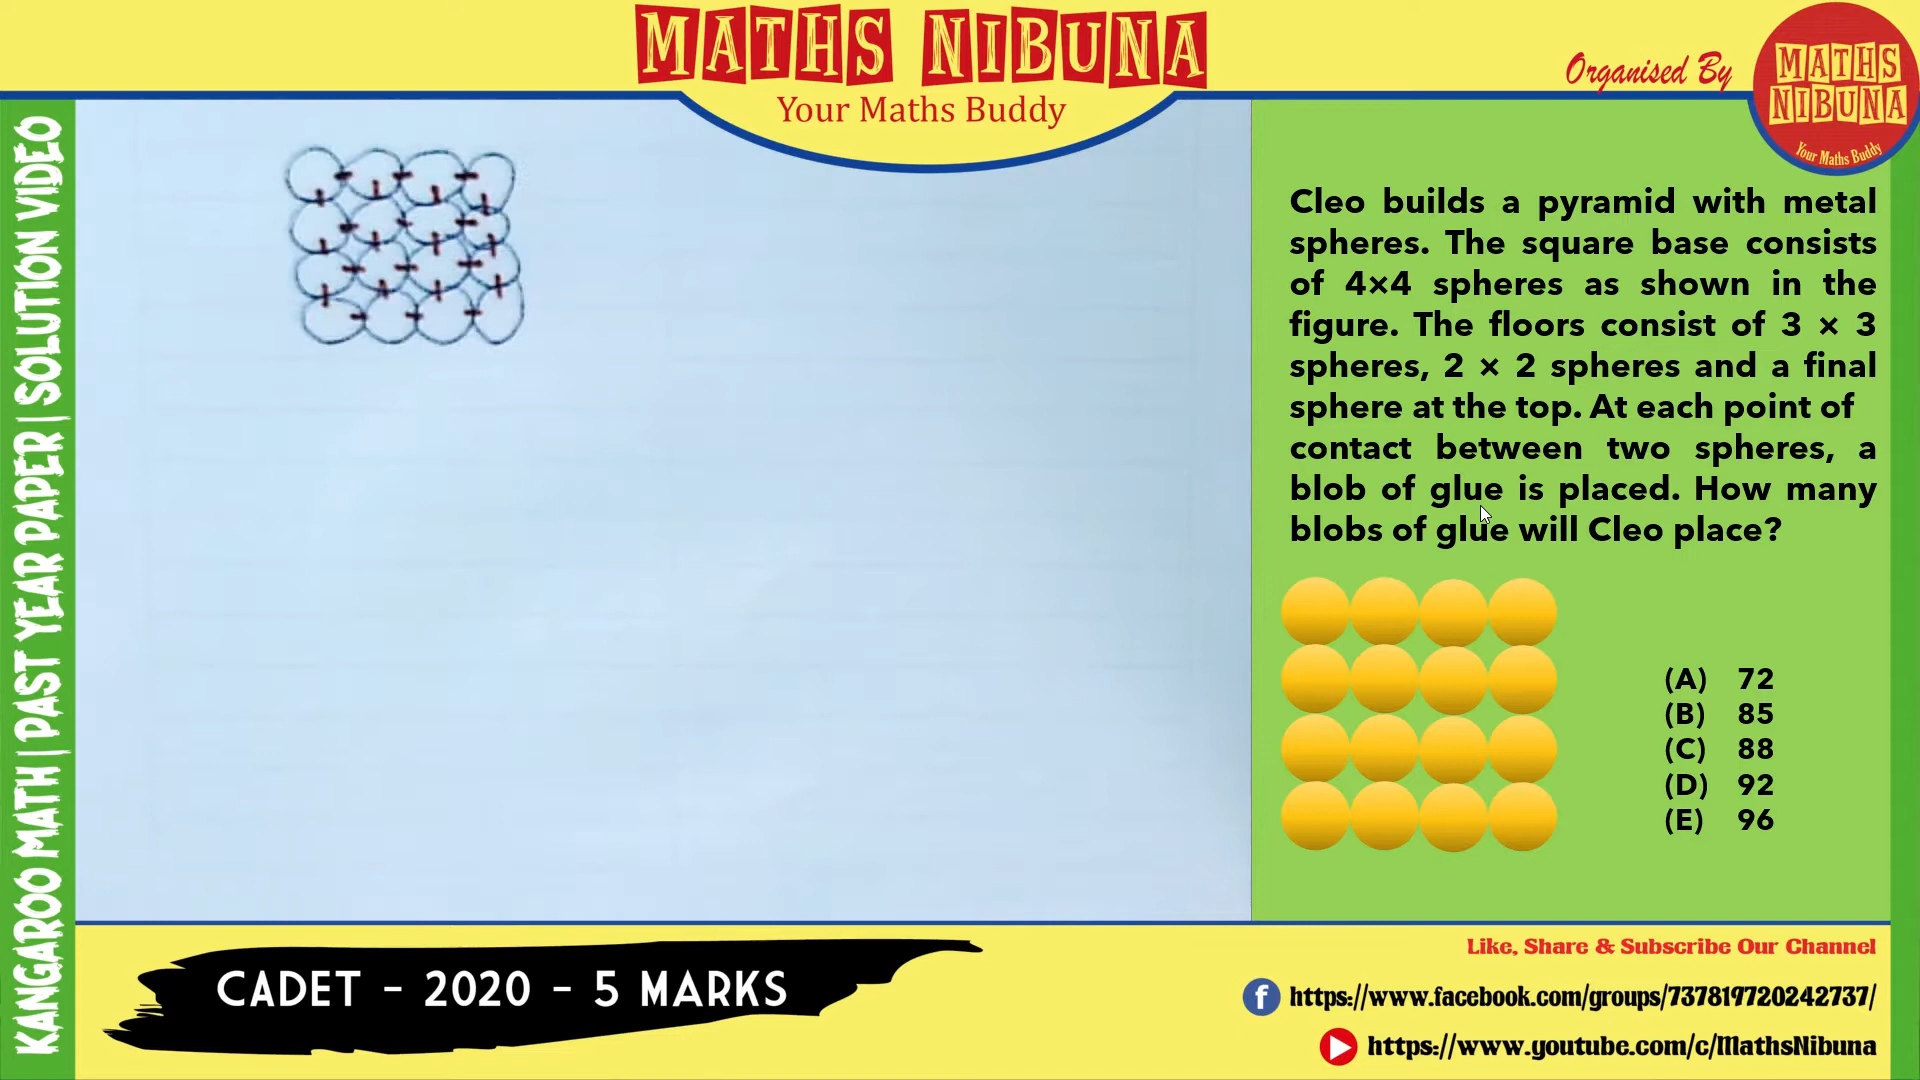 MATHS NIBUNA
Your Maths Buddy
Organised By
MATHS
NIBUNA
Your Maths Buddy
KANGAROO MATH | PAST YEAR PAPER | SOLUTION VIDEO
Cleo builds a pyramid with metal
spheres. The square base consists
of 4×4 spheres as shown in the
figure. The floors consist of 3 × 3
spheres, 2 × 2 spheres and a final
sphere at the top. At each point of
contact between two spheres, a
blob of glue is placed. How many
blobs of glue will Cleo place?
(A) 72
(B) 85
(C) 88
(D) 92
(E) 96
CADET - 2020 - 5 MARKS
Like, Share & Subscribe Our Channel
f https://www.facebook.com/groups/737819720242737/
https://www.youtube.com/c/MathsNibuna